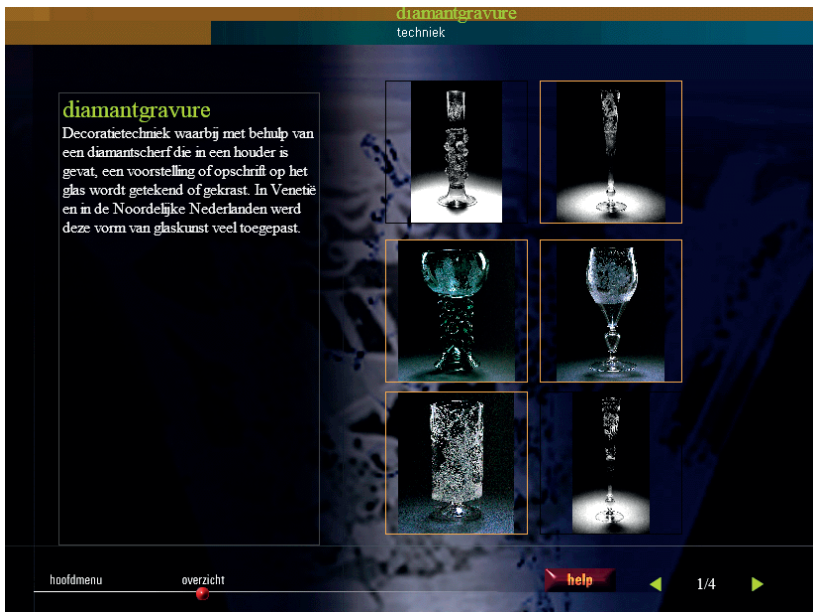 diamantgravure
techniek
diamantgravure
Decoratietechniek waarbij met behulp van
een diamantscherf die in een houder is
gevat, een voorstelling of opschrift op het
glas wordt getekend of gekrast. In Venetië
en in de Noordelijke Nederlanden werd
deze vorm van glaskunst veel toegepast.
hoofdmenu
overzicht
help
1/4